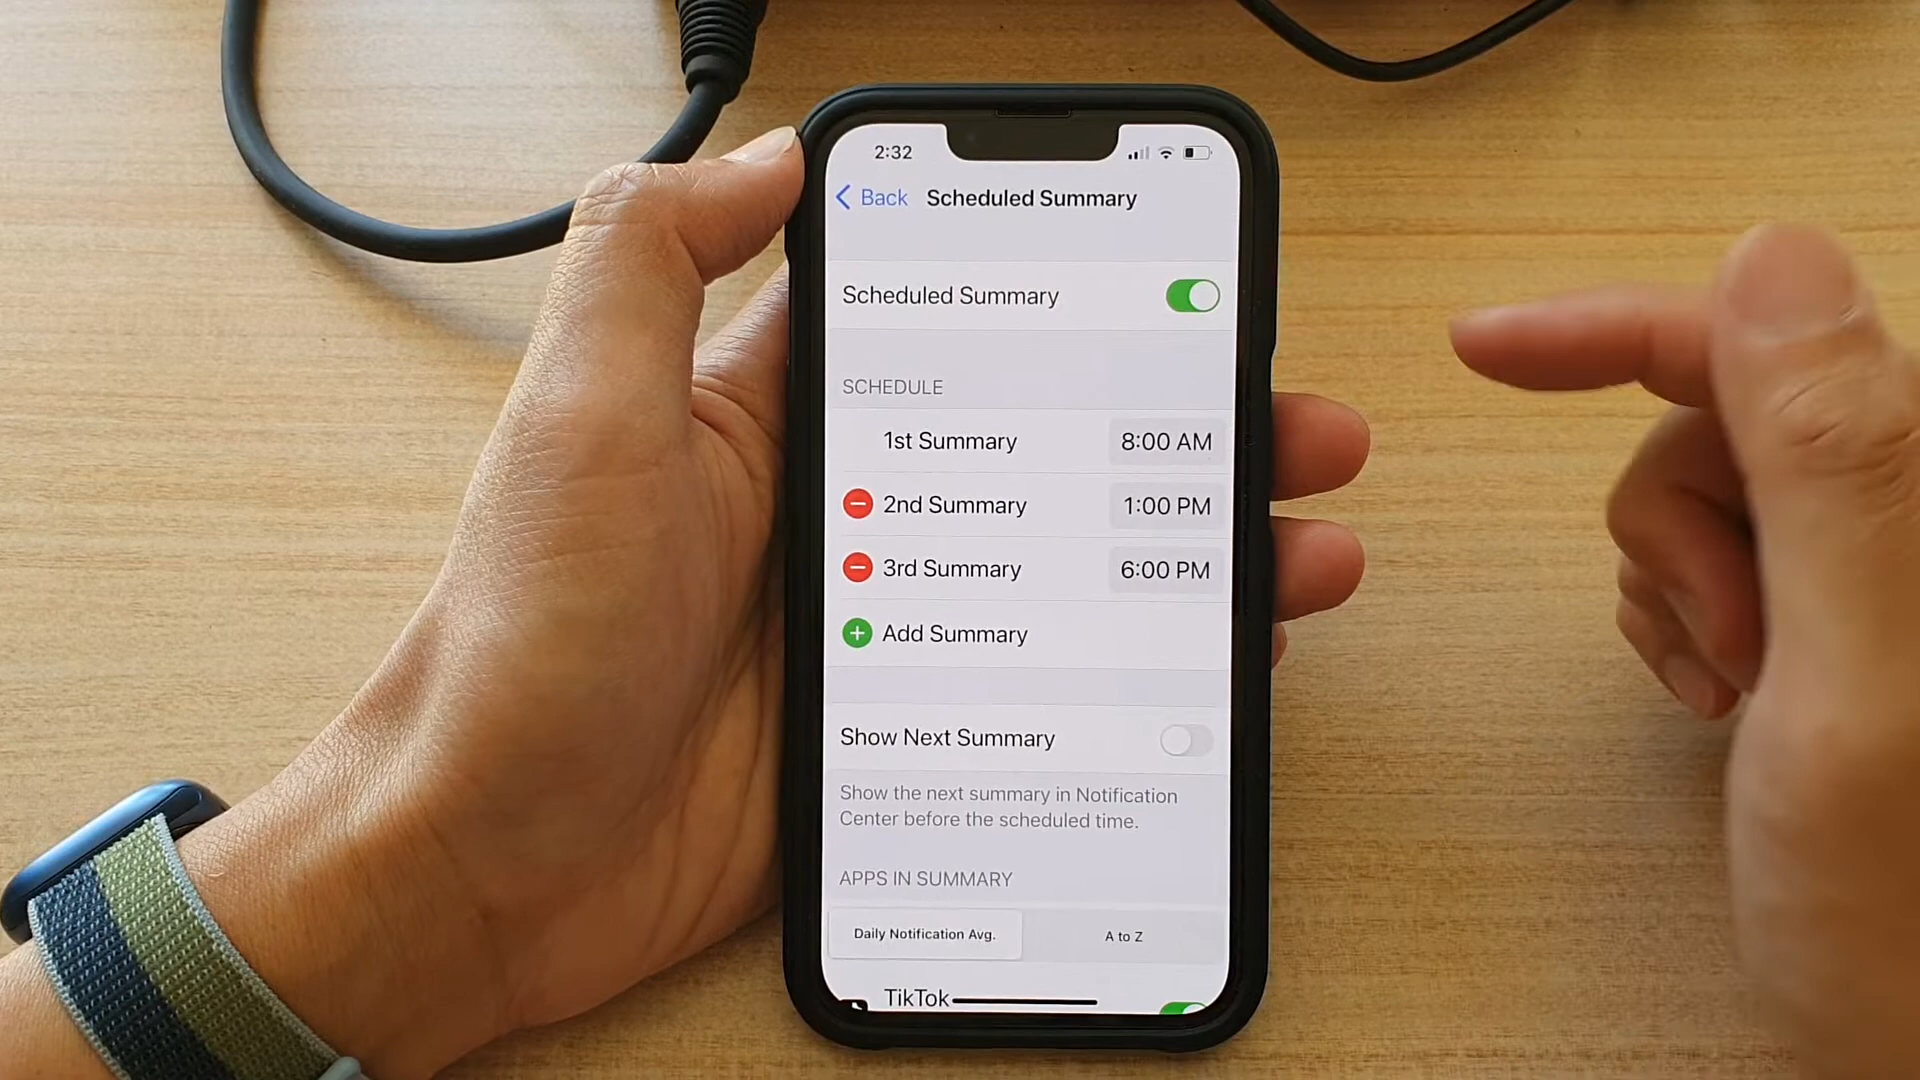 2:32
Back Scheduled Summary
Scheduled Summary
SCHEDULE
1st Summary 8:00 AM
2nd Summary 1:00 PM
3rd Summary 6:00 PM
Add Summary
Show Next Summary
Show the next summary in Notification
Center before the scheduled time.
APPS IN SUMMARY
Daily Notification Avg. A to Z
TikTok